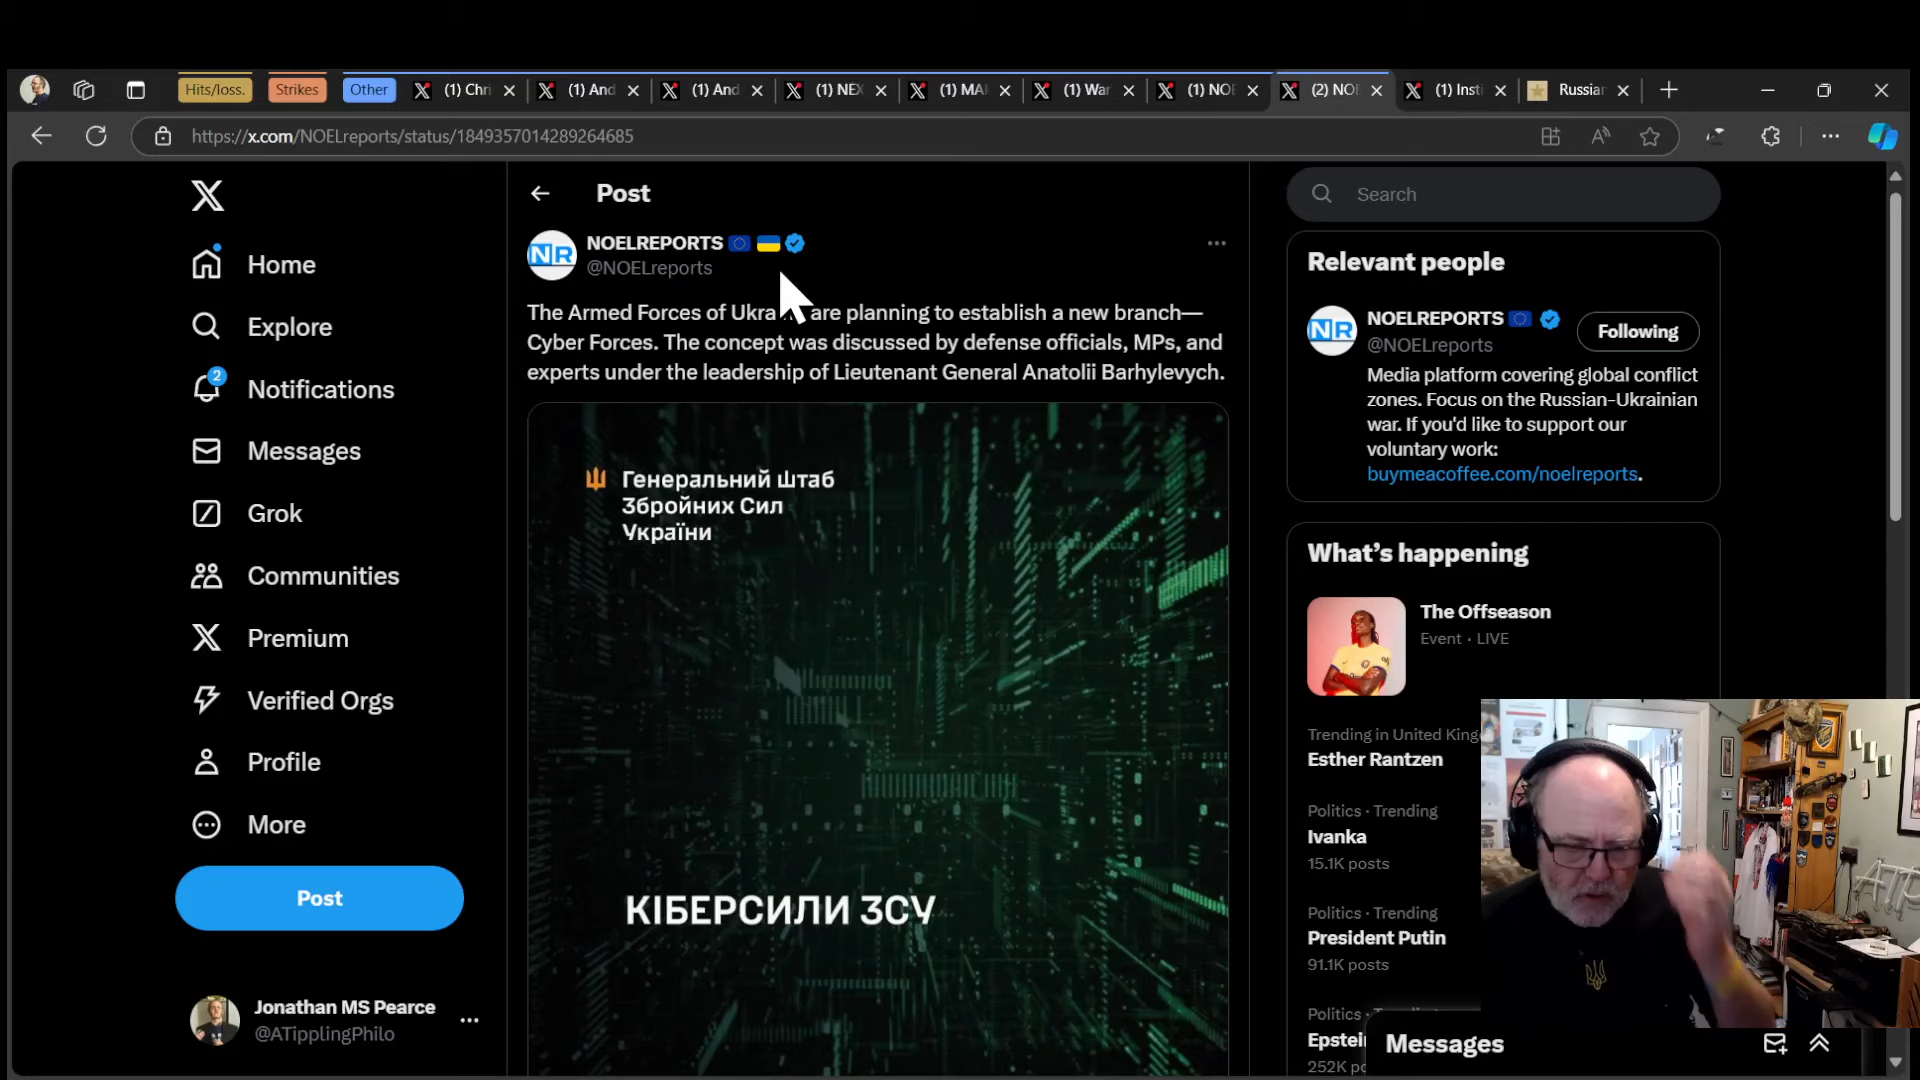 Hits/loss.
Strikes
Other
(1) Chri
(1) And
(1) And
(1) NEX
(1) MAI
(1) War
(1) NOE
(2) NOE
(1) Insti
Russian
https://x.com/NOELreports/status/1849357014289264685
Home
Explore
2
Notifications
Messages
Grok
Communities
Premium
Verified Orgs
Profile
More
Post
Jonathan MS Pearce
@ATipplingPhilo
Post
NR
NOELREPORTS
@NOELreports
The Armed Forces of are planning to establish a new branch—
Cyber Forces. The concept was discussed by defense officials, MPs, and
experts under the leadership of Lieutenant General Anatolii Barhylevych.
Генеральний штаб
Збройних Сил
України
КІБЕРСИЛИ ЗСУ
Search
Relevant people
NR
NOELREPORTS
@NOELreports
Following
Media platform covering global conflict
zones. Focus on the Russian-Ukrainian
war. If you'd like to support our
voluntary work:
buymeacoffee.com/noelreports.
What's happening
The Offseason
Event · LIVE
Trending in United King
Esther Rantzen
Politics · Trending
Ivanka
15.1K posts
Politics · Trending
President Putin
91.1K posts
Politics ·
Epstei
252K po
Messages
ATP